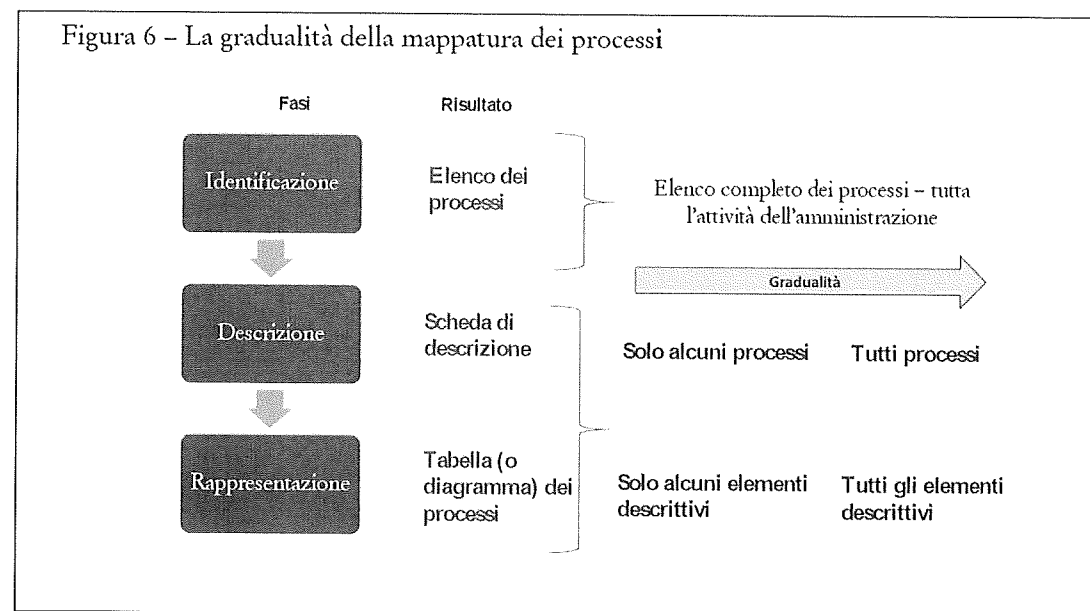 Figura 6 – La gradualità della mappatura dei processi
Fasi
Risultato
Identificazione
Elenco dei
processi
Elenco completo dei processi – tutta
l'attività dell'amministrazione
Gradualità
Descrizione
Scheda di
descrizione
Solo alcuni processi
Tutti processi
Rappresentazione
Tabella (o
diagramma) dei
processi
Solo alcuni elementi
descrittivi
Tutti gli elementi
descrittivi